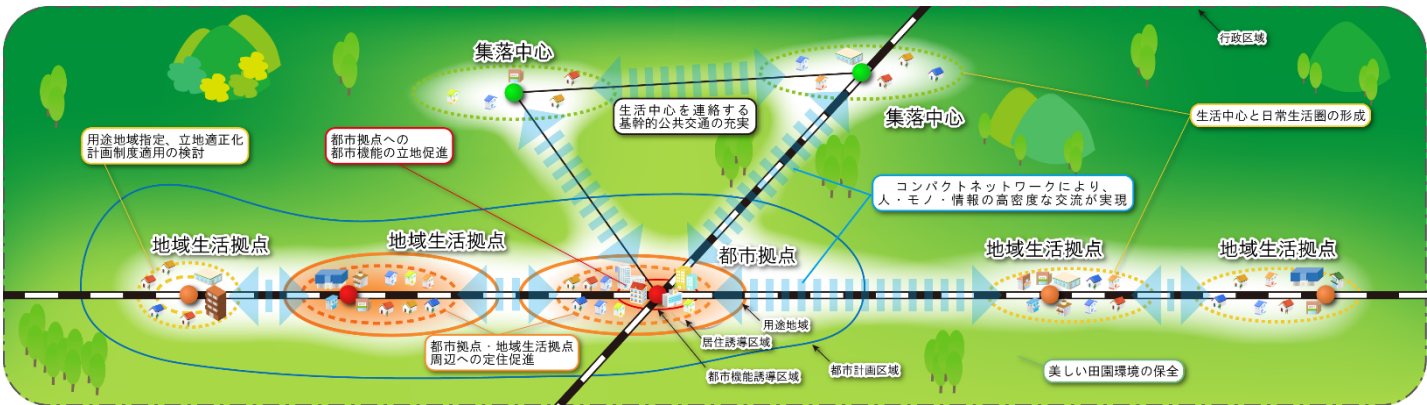 行政区域
集落中心
集落中心
生活中心を連絡する
基幹的公共交通の充実
生活中心と日常生活圏の形成
用途地域指定、立地適正化
計画制度適用の検討
都市拠点への
都市機能の立地促進
コンパクトネットワークにより、
人・モノ・情報の高密度な交流が実現
地域生活拠点
地域生活拠点
都市拠点
地域生活拠点
地域生活拠点
用途地域
居住誘導区域
都市機能誘導区域
都市計画区域
都市拠点・地域生活拠点
周辺への定住促進
美しい田園環境の保全